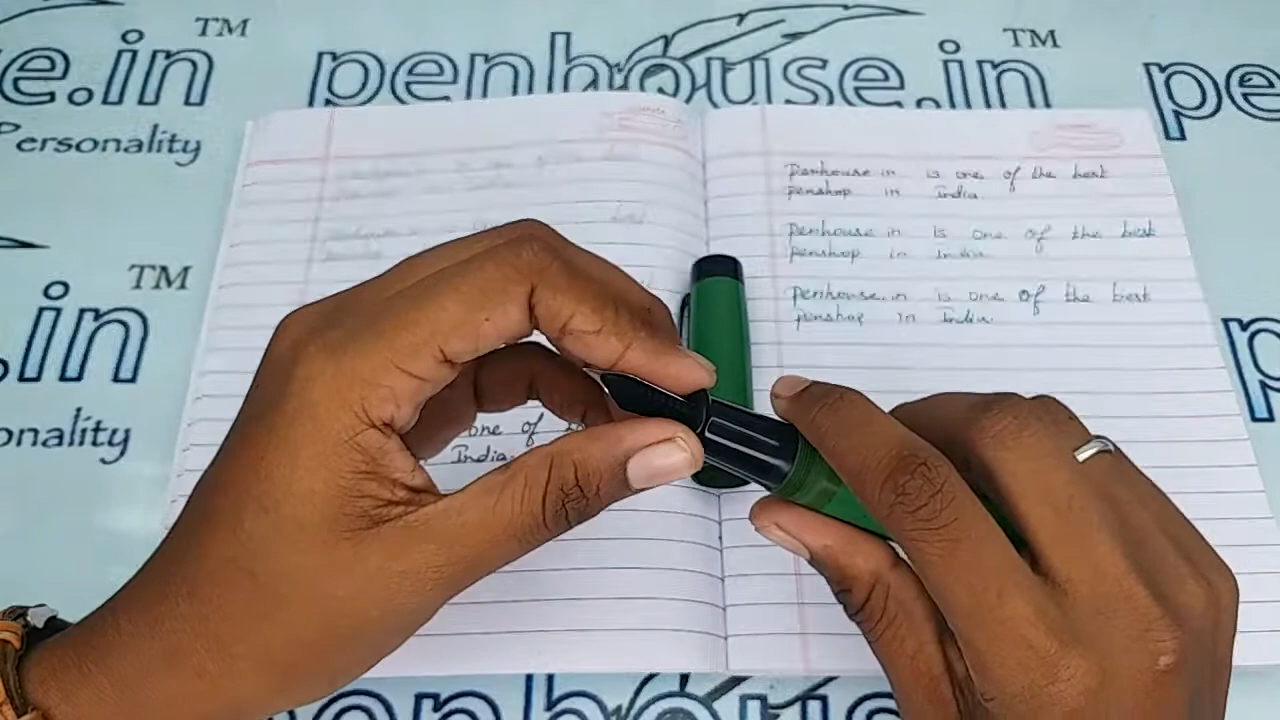 TM
TM
e.in penhouse.in pe
Personality
Penhouse.in is one of the best
penshop in India.
penhouse.in is one of the best
penshop in India
penhouse.in is one of the best
penshop in India.
TM
.in
onality
one of
India.
penhouse.in